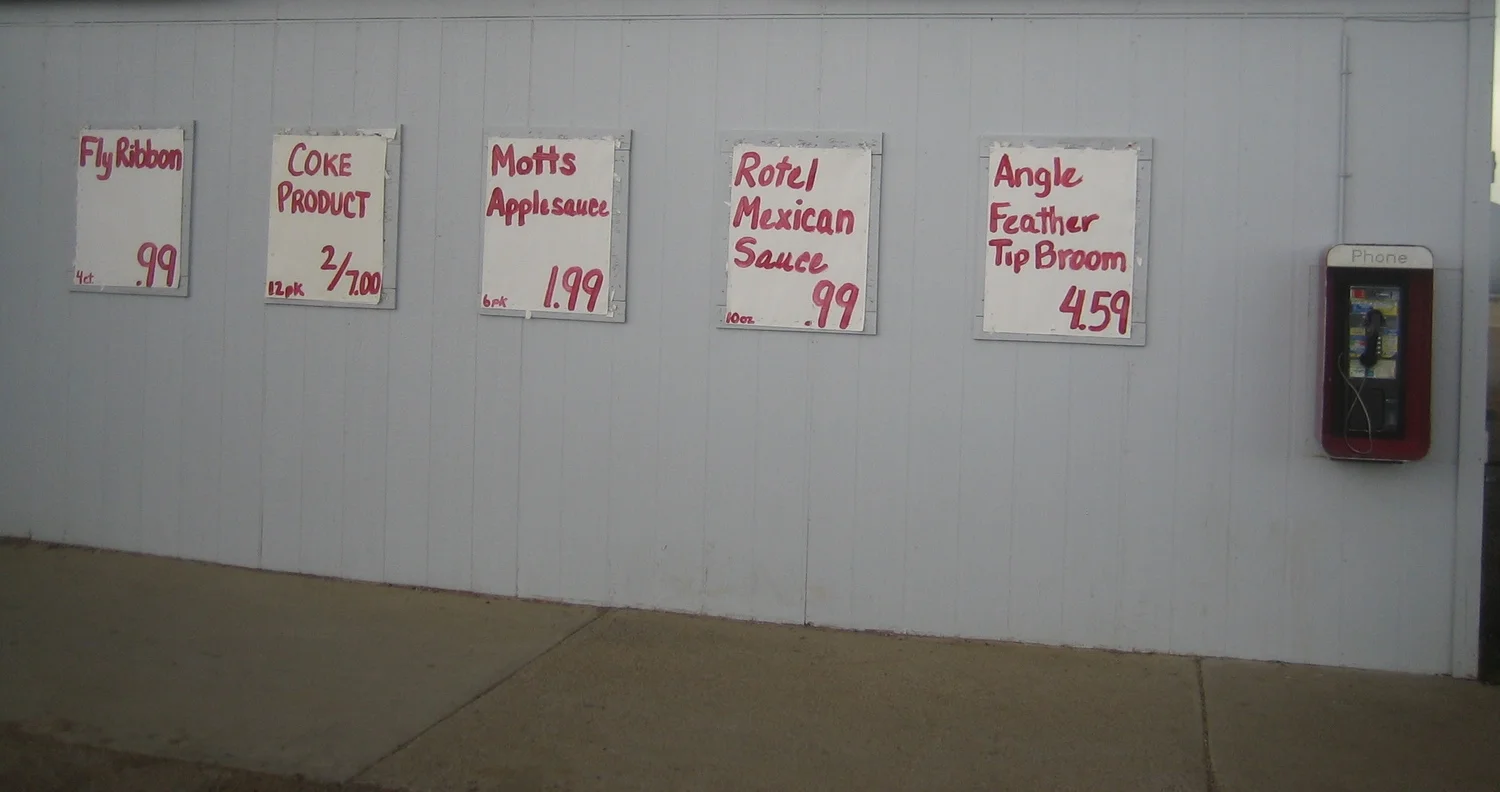 Fly Ribbon
.99
4ct
COKE
PRODUCT
2/7.00
12pk
Motts
Applesauce
1.99
6pk
Rotel
Mexican
Sauce
.99
10oz
Angle
Feather
Tip Broom
4.59
Phone